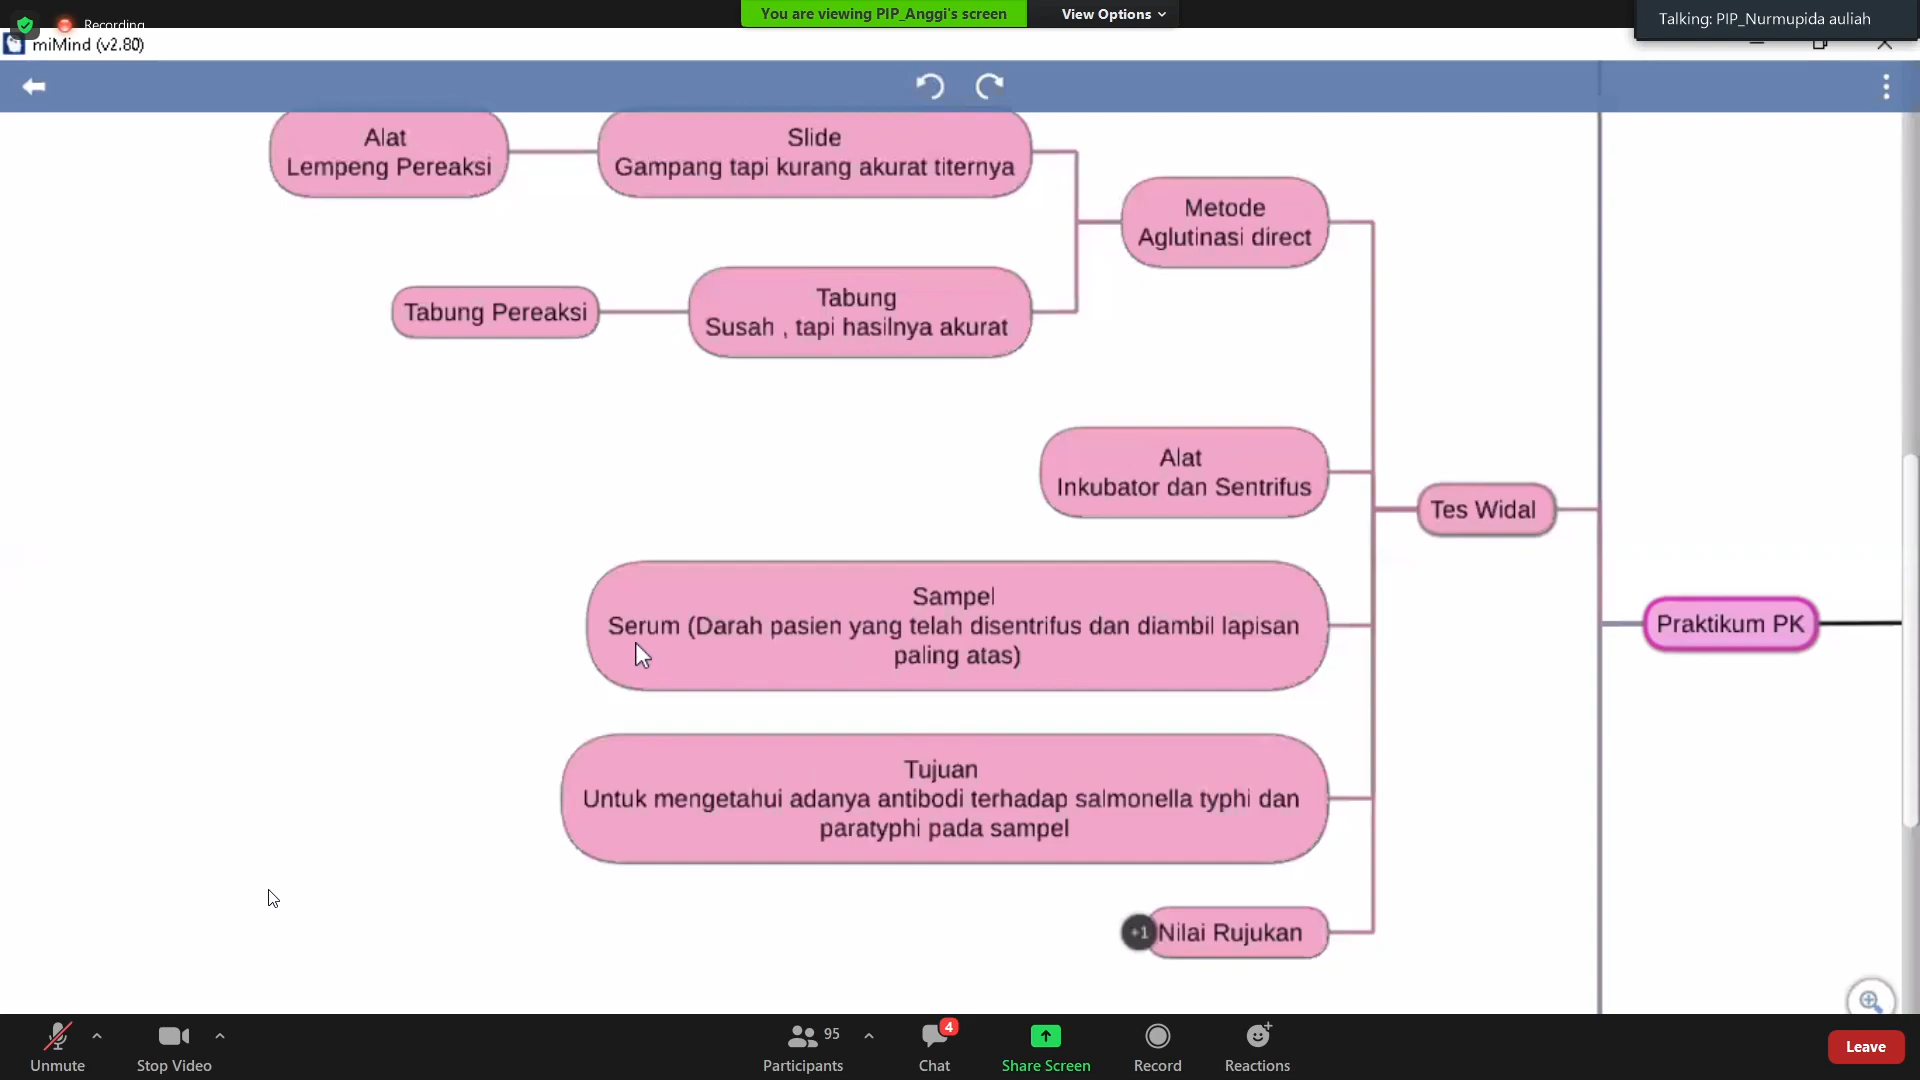 Recording
You are viewing PIP_Anggi's screen
View Options
Talking: PIP_Nurmupida auliah
miMind (v2.80)
Alat
Lempeng Pereaksi
Slide
Gampang tapi kurang akurat titernya
Metode
Aglutinasi direct
Tabung Pereaksi
Tabung
Susah , tapi hasilnya akurat
Alat
Inkubator dan Sentrifus
Tes Widal
Sampel
Serum (Darah pasien yang telah disentrifus dan diambil lapisan
paling atas)
Praktikum PK
Tujuan
Untuk mengetahui adanya antibodi terhadap salmonella typhi dan
paratyphi pada sampel
+1
Nilai Rujukan
Unmute
Stop Video
95
Participants
4
Chat
Share Screen
Record
Reactions
Leave